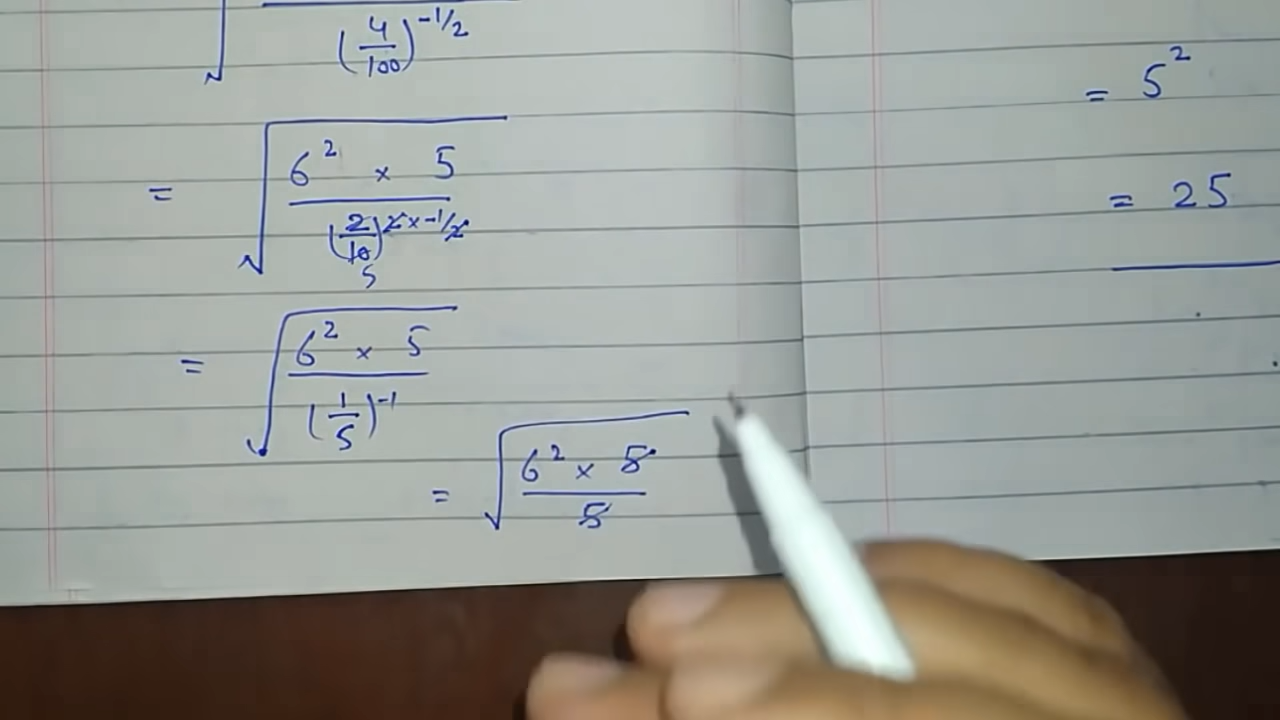 √(/(4/100)^(-1/2))
= √((6² × 5)/((2/10)^(2×-1/2))) 5
= √((6² × 5)/((1/5)^(-1)))
= √((6² × 5)/5)
= 5²
= 25